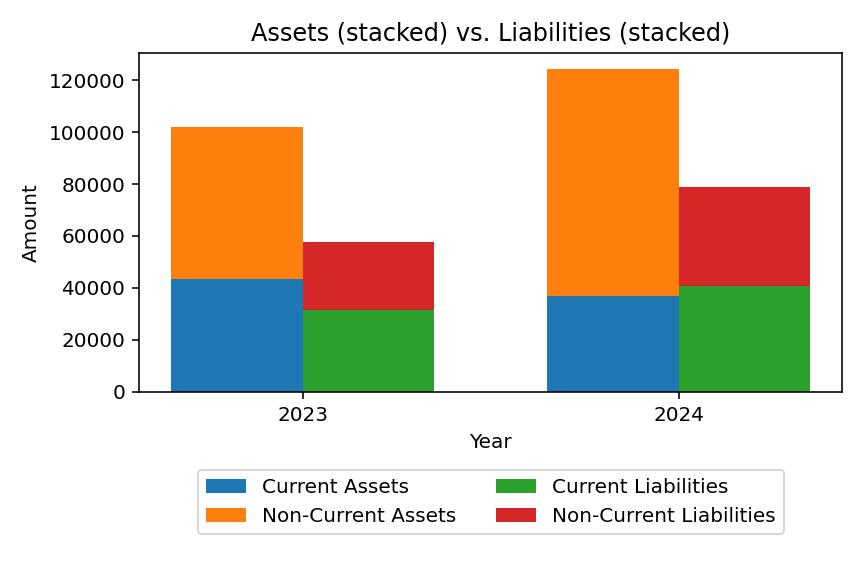 Assets (stacked) vs. Liabilities (stacked)
120000
100000
80000
60000
40000
20000
0
Amount
2023 2024
Year
Current Assets Current Liabilities
Non-Current Assets Non-Current Liabilities